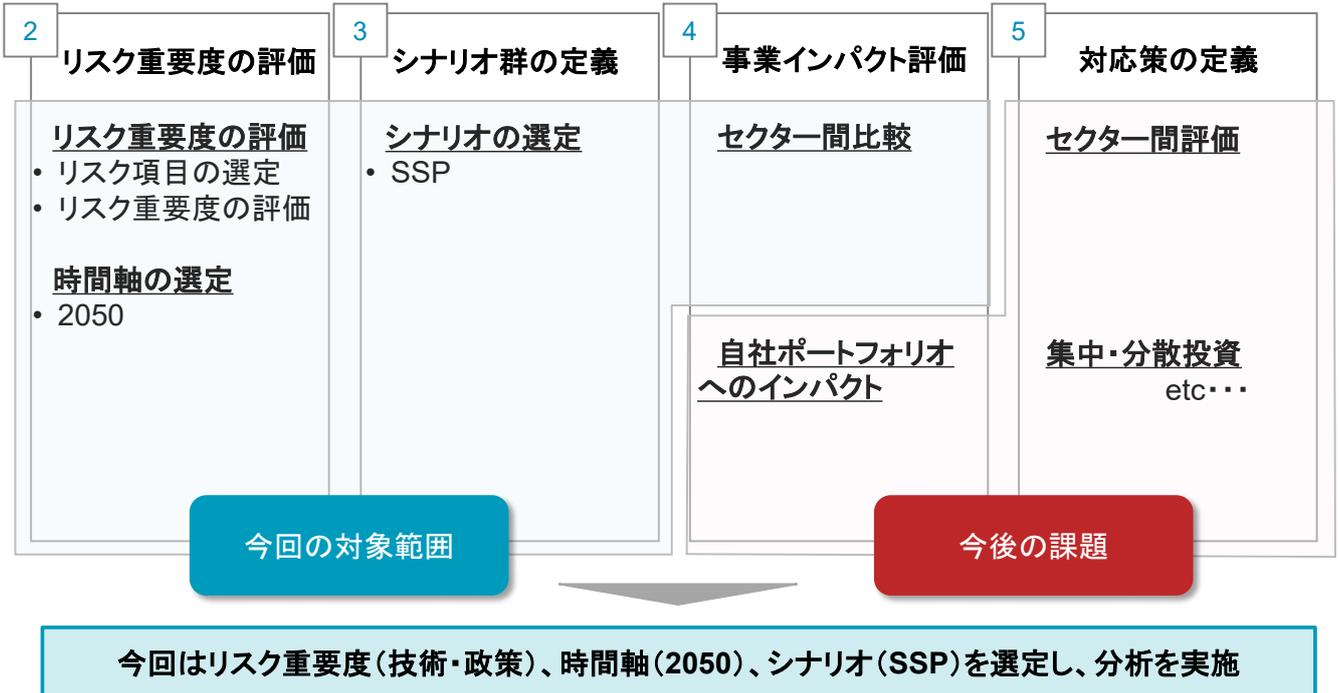 2
リスク重要度の評価
リスク重要度の評価
• リスク項目の選定
• リスク重要度の評価
時間軸の選定
• 2050
3
シナリオ群の定義
シナリオの選定
• SSP
4
事業インパクト評価
セクター間比較
自社ポートフォリオ
へのインパクト
5
対応策の定義
セクター間評価
集中・分散投資
etc・・・
今回の対象範囲
今後の課題
今回はリスク重要度（技術・政策）、時間軸（2050）、シナリオ（SSP）を選定し、分析を実施